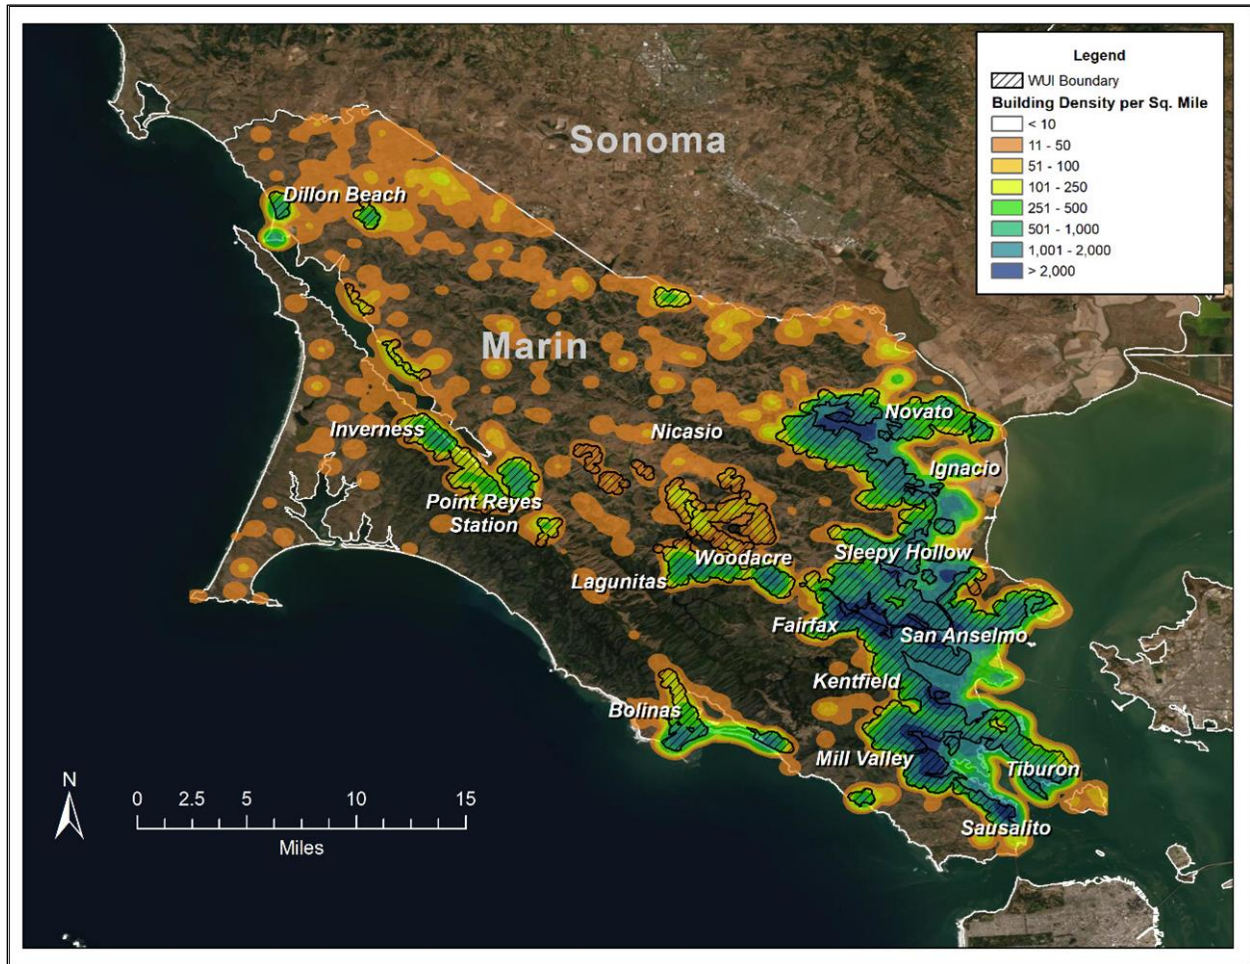 Legend
WUI Boundary
Building Density per Sq. Mile
< 10
11 - 50
51 - 100
101 - 250
251 - 500
501 - 1,000
1,001 - 2,000
> 2,000
Sonoma
Dillon Beach
Marin
Novato
Inverness
Nicasio
Ignacio
Point Reyes
Station
Sleepy Hollow
Woodacre
Lagunitas
Fairfax
San Anselmo
Kentfield
Bolinas
Mill Valley
Tiburon
Sausalito
N
0 2.5 5 10 15
Miles